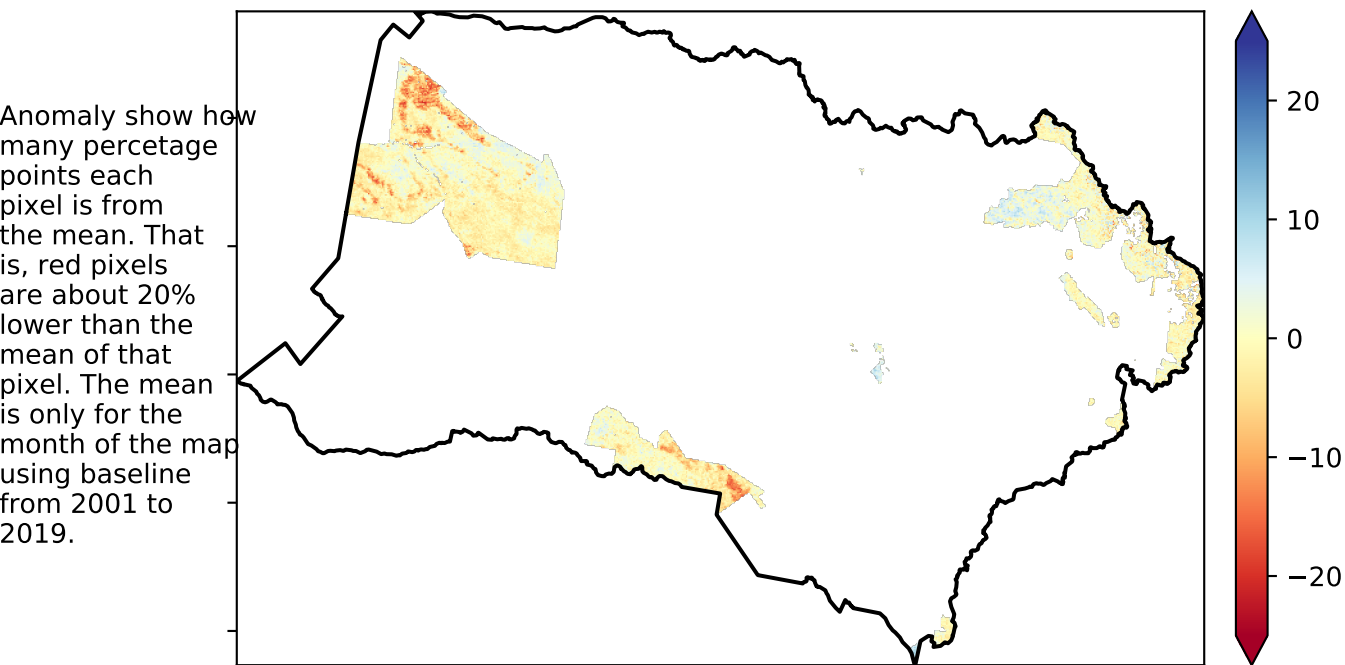 Anomaly show how
many percetage
points each
pixel is from
the mean. That
is, red pixels
are about 20%
lower than the
mean of that
pixel. The mean
is only for the
month of the map
using baseline
from 2001 to
2019.
20
10
0
−10
−20